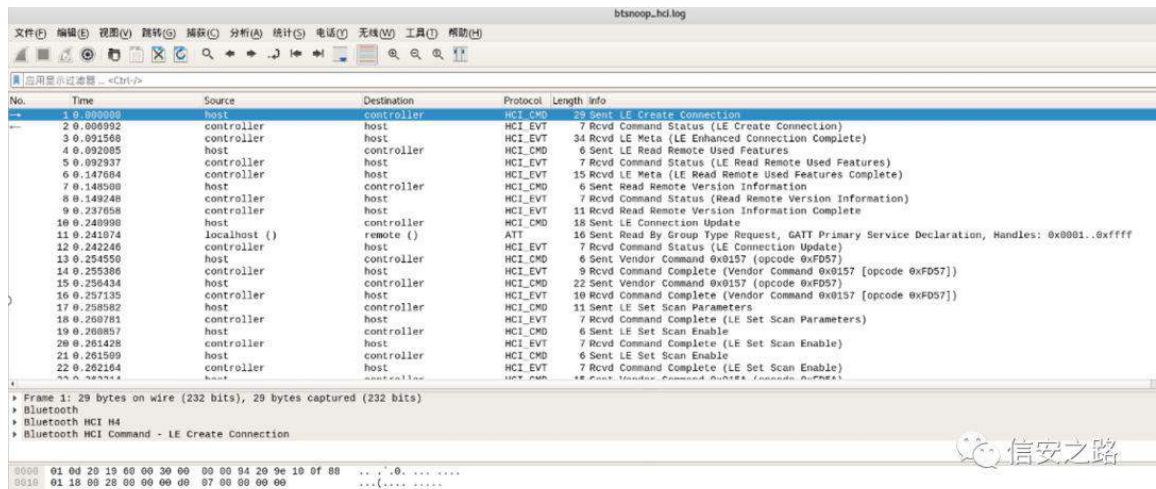 btsnoop_hci.log
文件(F) 编辑(E) 视图(V) 跳转(G) 捕获(C) 分析(A) 统计(S) 电话(Y) 无线(W) 工具(T) 帮助(H)
应用显示过滤器 … <Ctrl-/>
No. Time Source Destination Protocol Length Info
1 0.000000 host controller HCI_CMD 29 Sent LE Create Connection
2 0.006992 controller host HCI_EVT 7 Rcvd Command Status (LE Create Connection)
3 0.091568 controller host HCI_EVT 34 Rcvd LE Meta (LE Enhanced Connection Complete)
4 0.092085 host controller HCI_CMD 6 Sent LE Read Remote Used Features
5 0.092937 controller host HCI_EVT 7 Rcvd Command Status (LE Read Remote Used Features)
6 0.147684 controller host HCI_EVT 15 Rcvd LE Meta (LE Read Remote Used Features Complete)
7 0.148500 host controller HCI_CMD 6 Sent Read Remote Version Information
8 0.149248 controller host HCI_EVT 7 Rcvd Command Status (Read Remote Version Information)
9 0.237658 controller host HCI_EVT 11 Rcvd Read Remote Version Information Complete
10 0.240990 host controller HCI_CMD 18 Sent LE Connection Update
11 0.241074 localhost () remote () ATT 16 Sent Read By Group Type Request, GATT Primary Service Declaration, Handles: 0x0001..0xffff
12 0.242246 controller host HCI_EVT 7 Rcvd Command Status (LE Connection Update)
13 0.254550 host controller HCI_CMD 6 Sent Vendor Command 0x0157 (opcode 0xFD57)
14 0.255386 controller host HCI_EVT 9 Rcvd Command Complete (Vendor Command 0x0157 [opcode 0xFD57])
15 0.256434 host controller HCI_CMD 22 Sent Vendor Command 0x0157 (opcode 0xFD57)
16 0.257135 controller host HCI_EVT 10 Rcvd Command Complete (Vendor Command 0x0157 [opcode 0xFD57])
17 0.258582 host controller HCI_CMD 11 Sent LE Set Scan Parameters
18 0.260781 controller host HCI_EVT 7 Rcvd Command Complete (LE Set Scan Parameters)
19 0.260857 host controller HCI_CMD 6 Sent LE Set Scan Enable
20 0.261428 controller host HCI_EVT 7 Rcvd Command Complete (LE Set Scan Enable)
21 0.261509 host controller HCI_CMD 6 Sent LE Set Scan Enable
22 0.262164 controller host HCI_EVT 7 Rcvd Command Complete (LE Set Scan Enable)
Frame 1: 29 bytes on wire (232 bits), 29 bytes captured (232 bits)
Bluetooth
Bluetooth HCI H4
Bluetooth HCI Command - LE Create Connection
信安之路
0000 01 0d 20 19 60 00 30 00 00 00 94 20 9e 10 0f 88 .. .`.0. ... ....
0010 01 18 00 28 00 00 00 d0 07 00 00 00 00 ...(.... .....